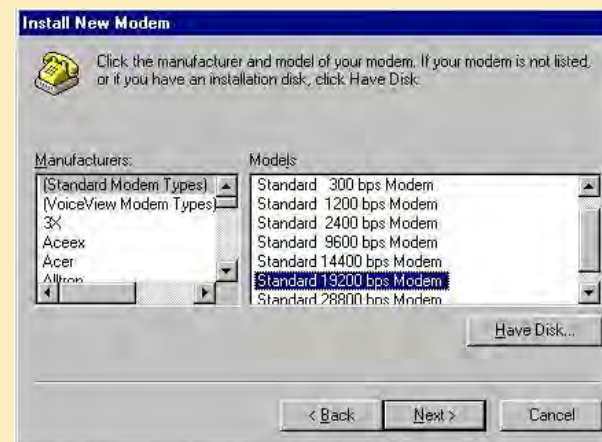 Install New Modem
Click the manufacturer and model of your modem. If your modem is not listed,
or if you have an installation disk, click Have Disk.
Manufacturers:
(Standard Modem Types)
(VoiceView Modem Types)
3X
Aceex
Acer
Alltron
Models
Standard 300 bps Modem
Standard 1200 bps Modem
Standard 2400 bps Modem
Standard 9600 bps Modem
Standard 14400 bps Modem
Standard 19200 bps Modem
Standard 28800 bps Modem
Have Disk...
< Back
Next >
Cancel